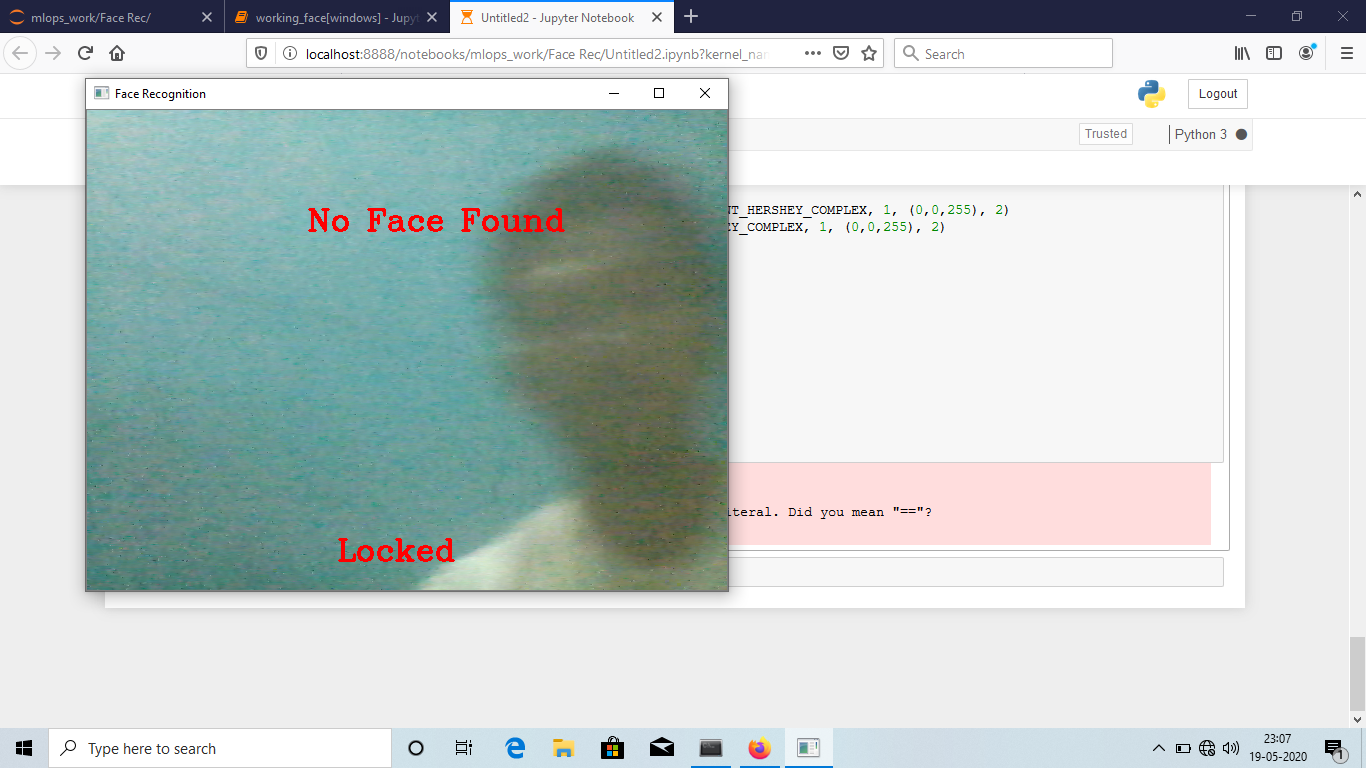 mlops_work/Face Rec/
working_face[windows] - Jupyt
Untitled2 - Jupyter Notebook
localhost:8888/notebooks/mlops_work/Face Rec/Untitled2.ipynb?kernel_nar
Search
Face Recognition
Logout
Trusted
Python 3
NT_HERSHEY_COMPLEX, 1, (0,0,255), 2)
EY_COMPLEX, 1, (0,0,255), 2)
No Face Found
iteral. Did you mean "=="?
Locked
Type here to search
23:07
19-05-2020
1